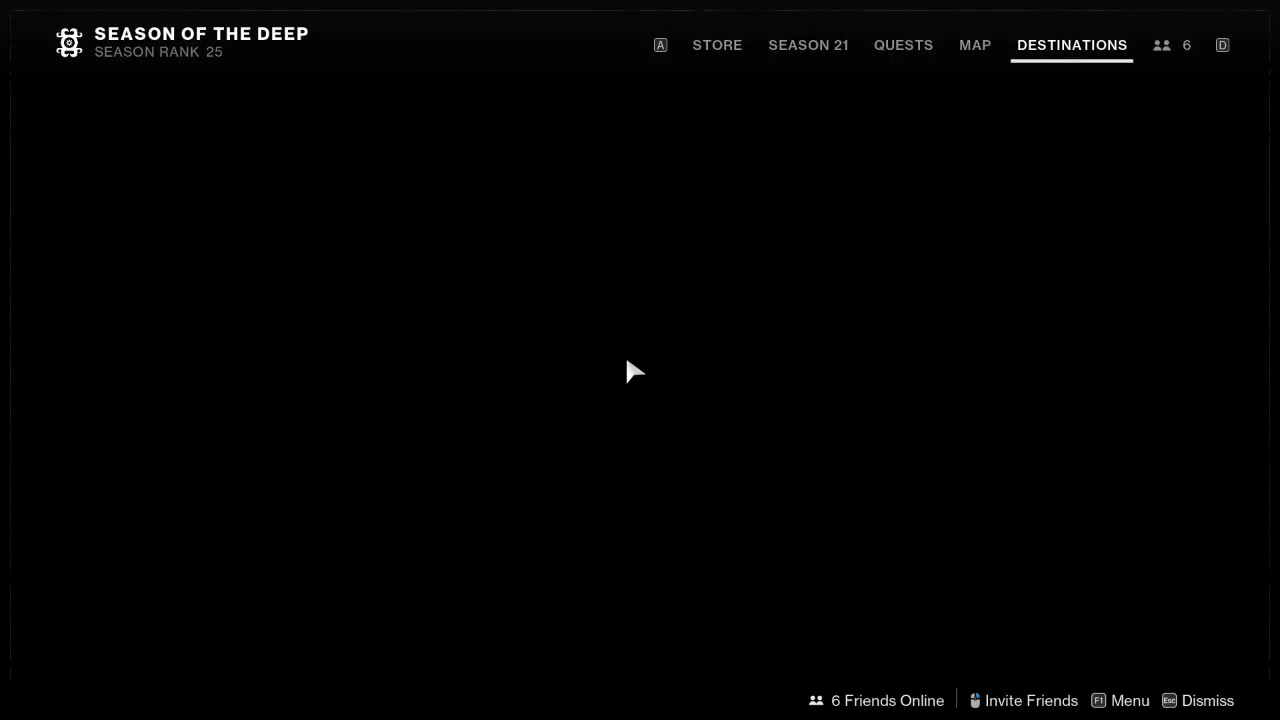 SEASON OF THE DEEP
SEASON RANK 25
A STORE SEASON 21 QUESTS MAP DESTINATIONS 6 D
6 Friends Online Invite Friends F1 Menu Esc Dismiss